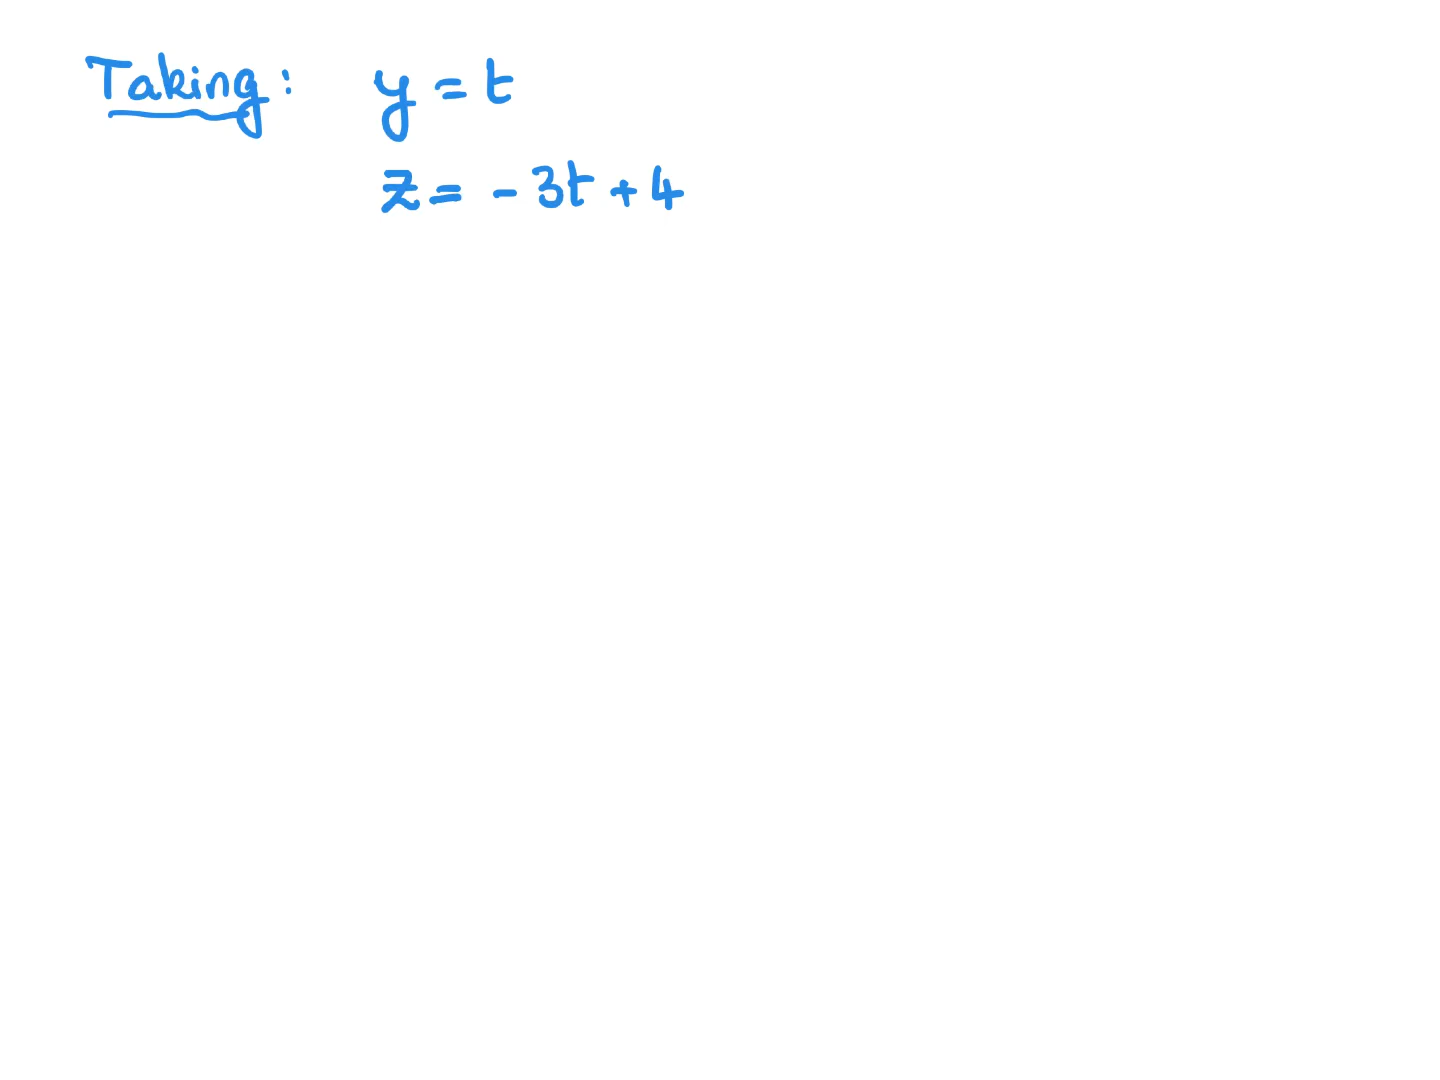 Taking: y = t
z = - 3t + 4